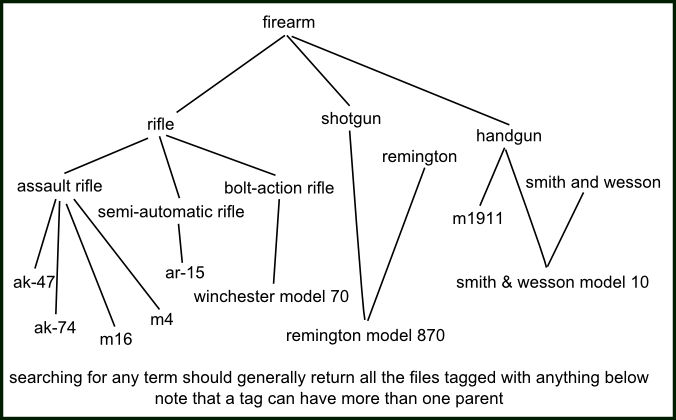 firearm
rifle
shotgun
handgun
remington
assault rifle
semi-automatic rifle
bolt-action rifle
smith and wesson
m1911
ak-47
ar-15
winchester model 70
smith & wesson model 10
ak-74
m16
m4
remington model 870
searching for any term should generally return all the files tagged with anything below
note that a tag can have more than one parent